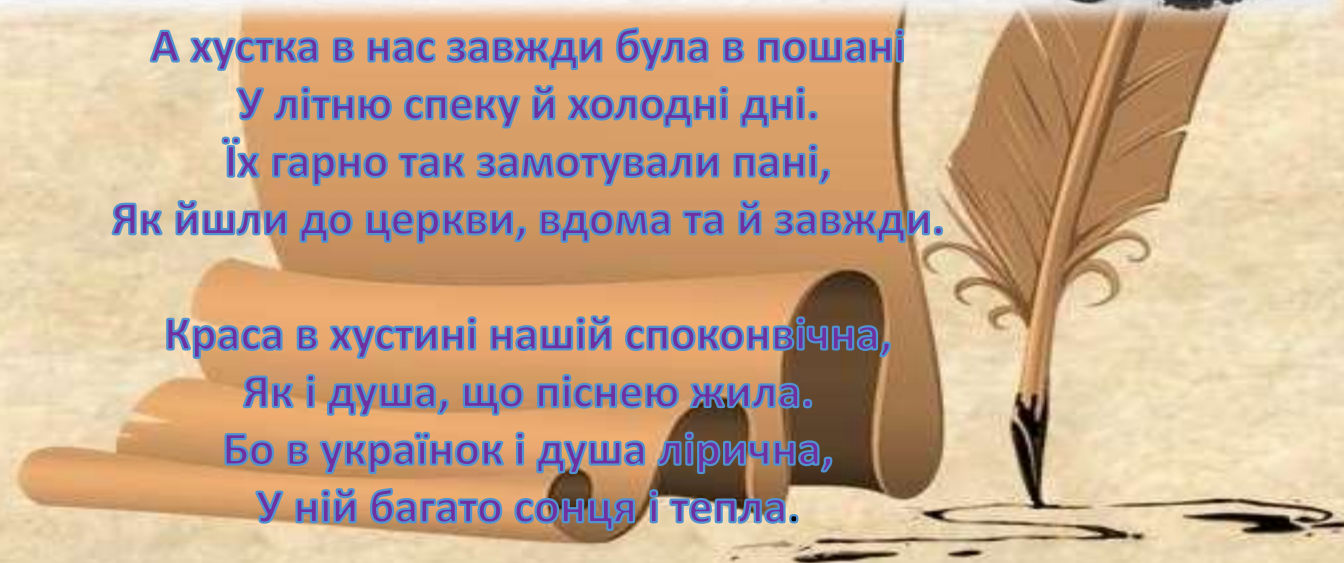 А хустка в нас завжди була в пошані
У літню спеку й холодні дні.
Їх гарно так замотували пані,
Як йшли до церкви, вдома та й завжди.
Краса в хустині нашій споконвічна,
Як і душа, що піснею жила.
Бо в українок і душа лірична,
У ній багато сонця і тепла.